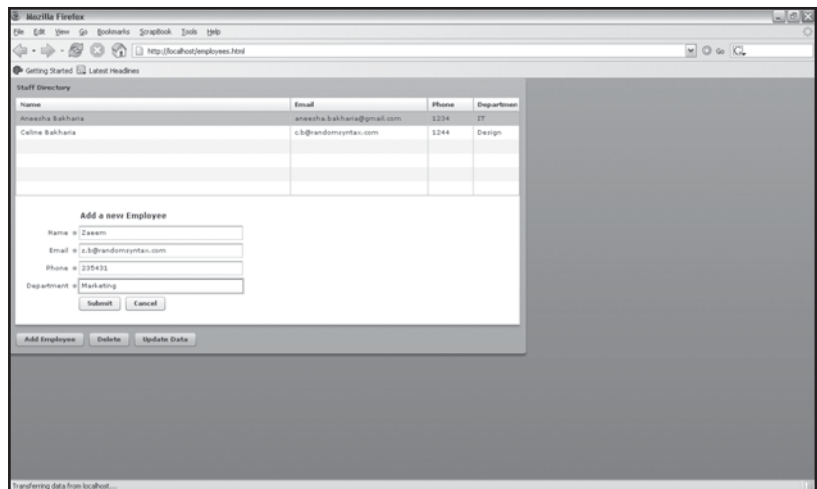 Mozilla Firefox
File Edit View Go Bookmarks ScrapBook Tools Help
http://localhost/employees.html Go
Getting Started Latest Headlines
Staff Directory
Name Email Phone Departmen
Aneesha Bakharia aneesha.bakharia@gmail.com 1234 IT
Celine Bakharia c.b@randomsyntax.com 1244 Design
Add a new Employee
Name * Zaeem
Email * z.b@randomsyntax.com
Phone * 235431
Department * Marketing
Submit Cancel
Add Employee Delete Update Data
Transferring data from localhost...